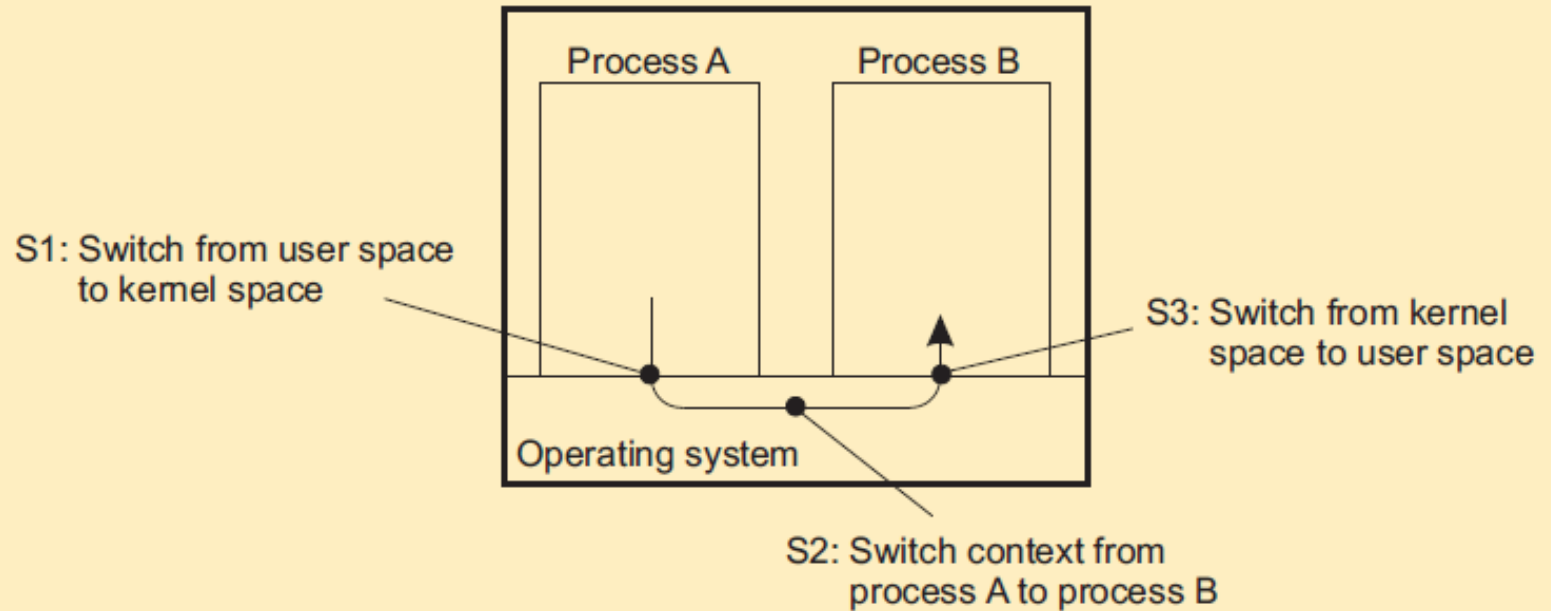 Process A
Process B
S1: Switch from user space
to kernel space
S3: Switch from kernel
space to user space
Operating system
S2: Switch context from
process A to process B